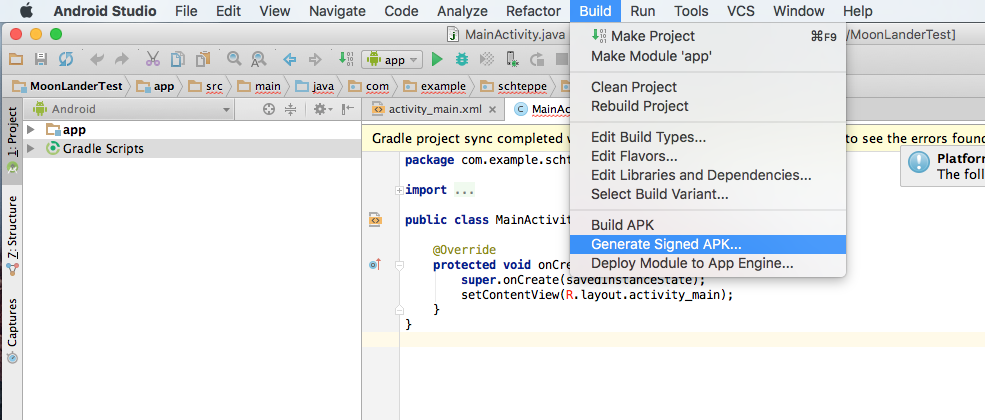 Android Studio File Edit View Navigate Code Analyze Refactor Build Run Tools VCS Window Help
MainActivity.java /MoonLanderTest]
app
MoonLanderTest app src main java com example schteppe
Make Project ⌘F9
Make Module 'app'
Clean Project
Rebuild Project
Edit Build Types...
Edit Flavors...
Edit Libraries and Dependencies...
Select Build Variant...
Build APK
Generate Signed APK...
Deploy Module to App Engine...
1: Project
Z: Structure
Captures
Android
app
Gradle Scripts
activity_main.xml MainAc
Gradle project sync completed to see the errors found
Platform
The follo
package com.example.scht
import ...
public class MainActivit
@Override
protected void onCre
super.onCreate(savedInstanceState);
setContentView(R.layout.activity_main);
}
}